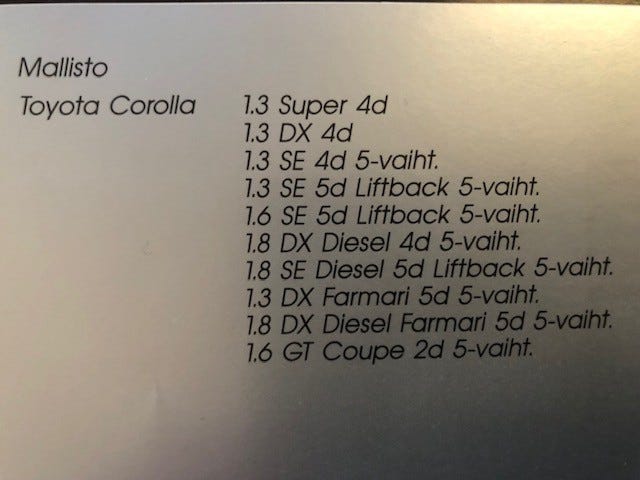 Mallisto
Toyota Corolla 1.3 Super 4d
1.3 DX 4d
1.3 SE 4d 5-vaiht.
1.3 SE 5d Liftback 5-vaiht.
1.6 SE 5d Liftback 5-vaiht.
1.8 DX Diesel 4d 5-vaiht.
1.8 SE Diesel 5d Liftback 5-vaiht.
1.3 DX Farmari 5d 5-vaiht.
1.8 DX Diesel Farmari 5d 5-vaiht.
1.6 GT Coupe 2d 5-vaiht.